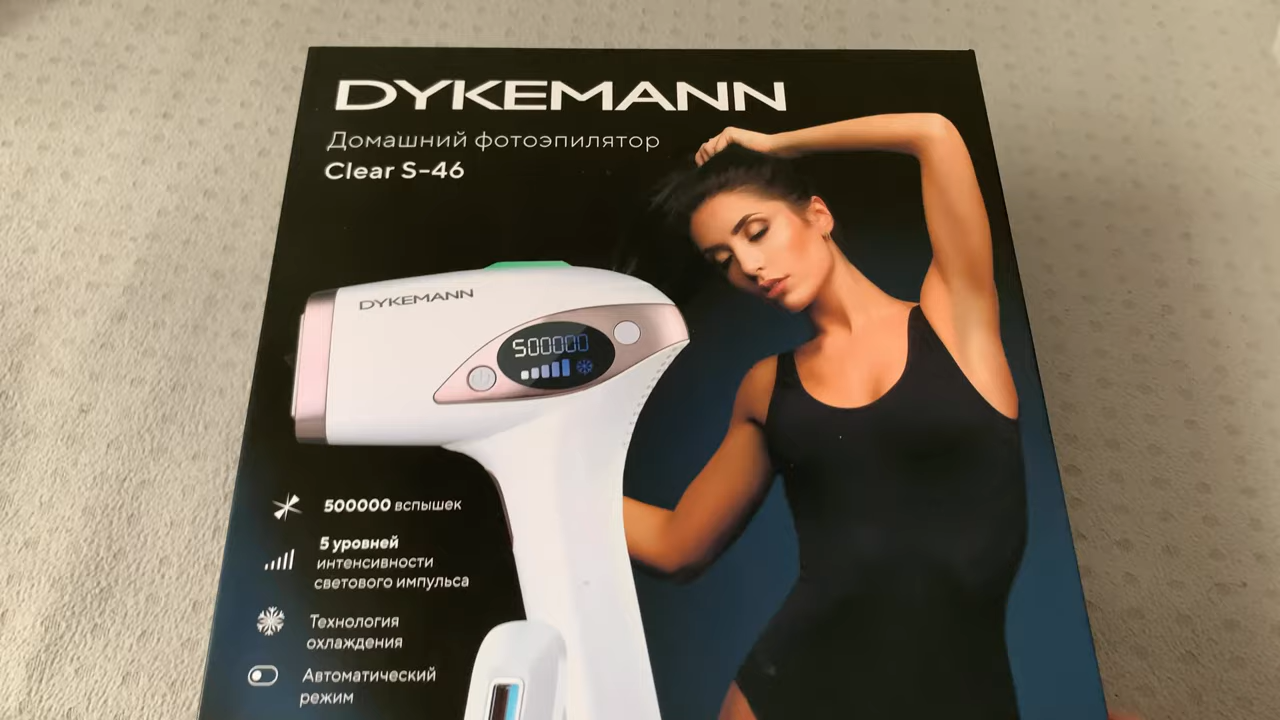 DYKEMANN
Домашний фотоэпилятор
Clear S-46
DYKEMANN
500000
500000 вспышек
5 уровней
интенсивности
светового импульса
Технология
охлаждения
Автоматический
режим